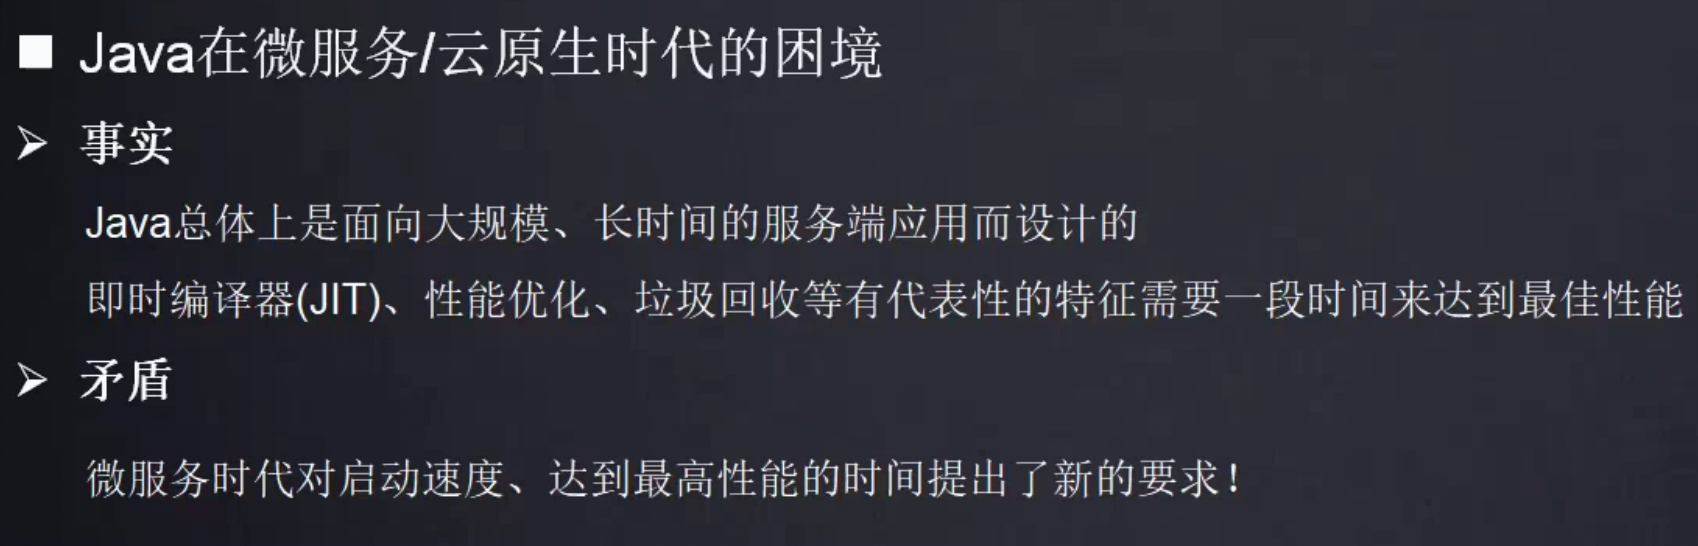 Java在微服务/云原生时代的困境
事实
Java总体上是面向大规模、长时间的服务端应用而设计的
即时编译器(JIT)、性能优化、垃圾回收等有代表性的特征需要一段时间来达到最佳性能
矛盾
微服务时代对启动速度、达到最高性能的时间提出了新的要求！